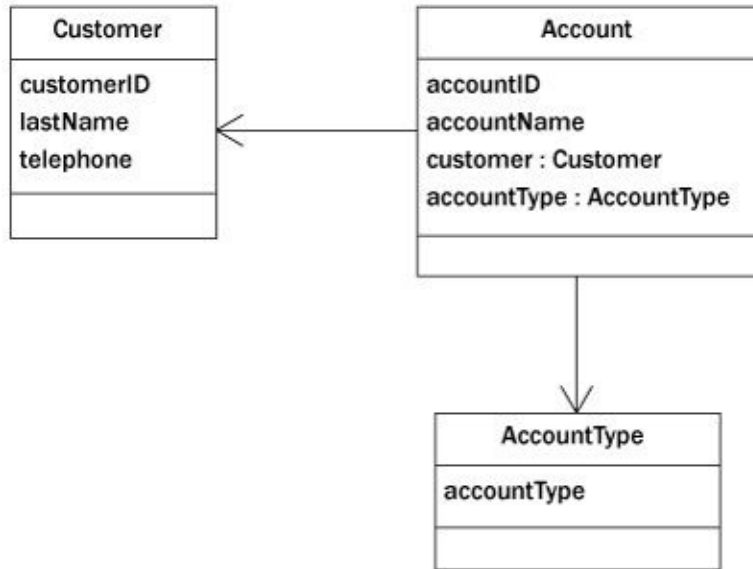 Customer
customerID
lastName
telephone
Account
accountID
accountName
customer : Customer
accountType : AccountType
AccountType
accountType